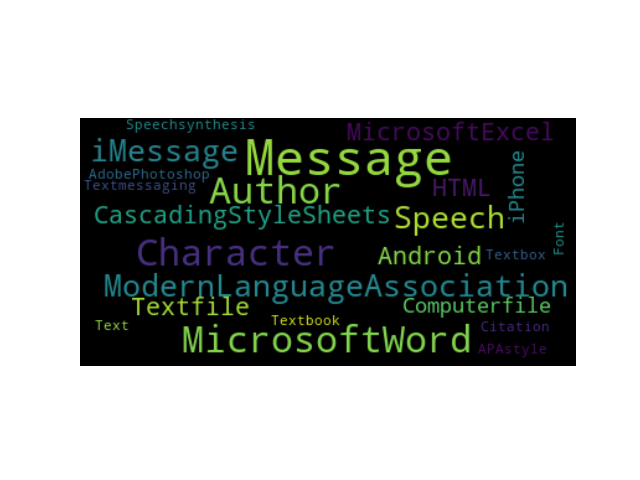 Speechsynthesis
MicrosoftExcel
iMessage
Message
AdobePhotoshop
Textmessaging
Author
HTML
iPhone
CascadingStyleSheets
Speech
Font
Character
Android
Textbox
ModernLanguageAssociation
Textfile
Computerfile
Text
Textbook
Citation
MicrosoftWord
APAstyle